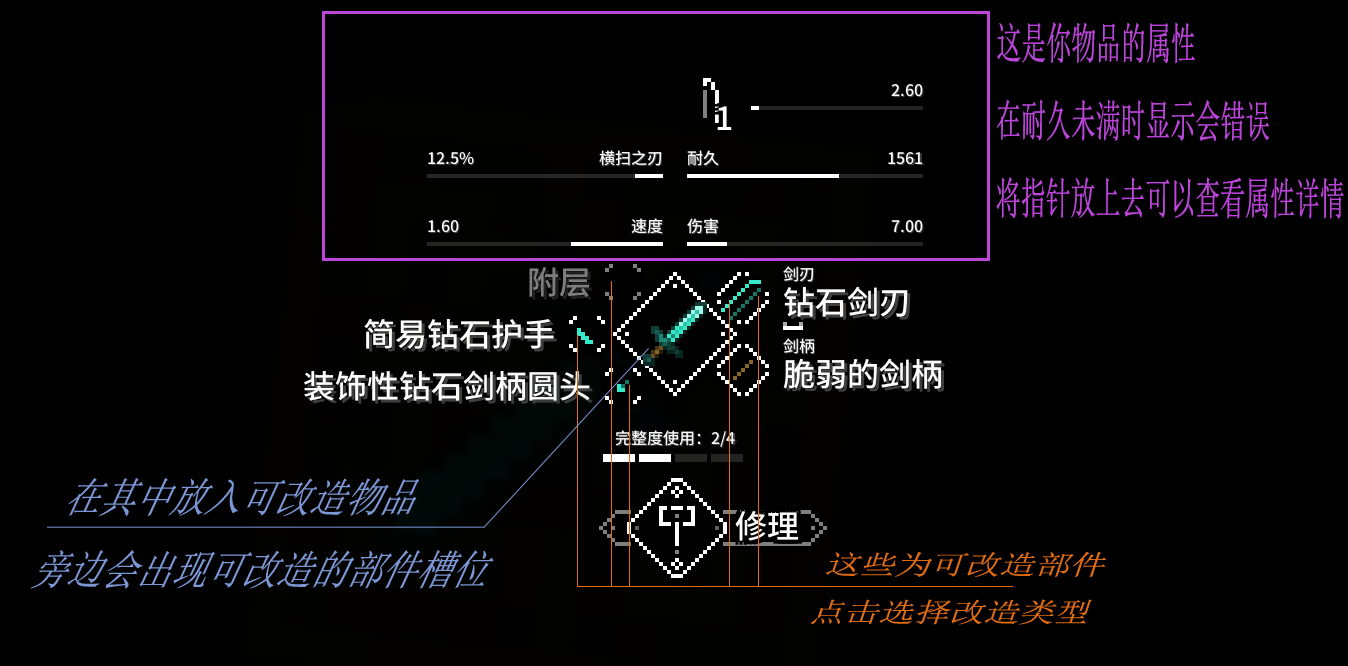 这是你物品的属性
2.60
1
在耐久未满时显示会错误
12.5% 横扫之刃 耐久 1561
将指针放上去可以查看属性详情
1.60 速度 伤害 7.00
附层
剑刃
钻石剑刃
简易钻石护手
剑柄
脆弱的剑柄
装饰性钻石剑柄圆头
完整度使用: 2/4
在其中放入可改造物品
修理
旁边会出现可改造的部件槽位
这些为可改造部件
点击选择改造类型